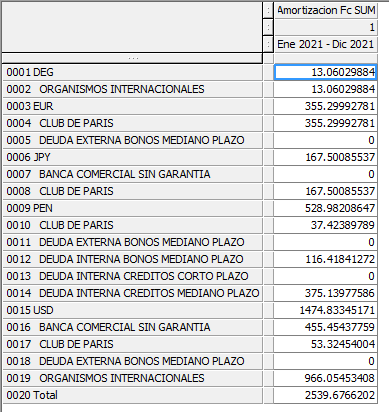 : Amortizacion Fc SUM
: 1
: Ene 2021 - Dic 2021
... : :
0001 DEG 13.06029884
0002 ORGANISMOS INTERNACIONALES 13.06029884
0003 EUR 355.29992781
0004 CLUB DE PARIS 355.29992781
0005 DEUDA EXTERNA BONOS MEDIANO PLAZO 0
0006 JPY 167.50085537
0007 BANCA COMERCIAL SIN GARANTIA 0
0008 CLUB DE PARIS 167.50085537
0009 PEN 528.98208647
0010 CLUB DE PARIS 37.42389789
0011 DEUDA EXTERNA BONOS MEDIANO PLAZO 0
0012 DEUDA INTERNA BONOS MEDIANO PLAZO 116.41841272
0013 DEUDA INTERNA CREDITOS CORTO PLAZO 0
0014 DEUDA INTERNA CREDITOS MEDIANO PLAZO 375.13977586
0015 USD 1474.83345171
0016 BANCA COMERCIAL SIN GARANTIA 455.45437759
0017 CLUB DE PARIS 53.32454004
0018 DEUDA EXTERNA BONOS MEDIANO PLAZO 0
0019 ORGANISMOS INTERNACIONALES 966.05453408
0020 Total 2539.6766202